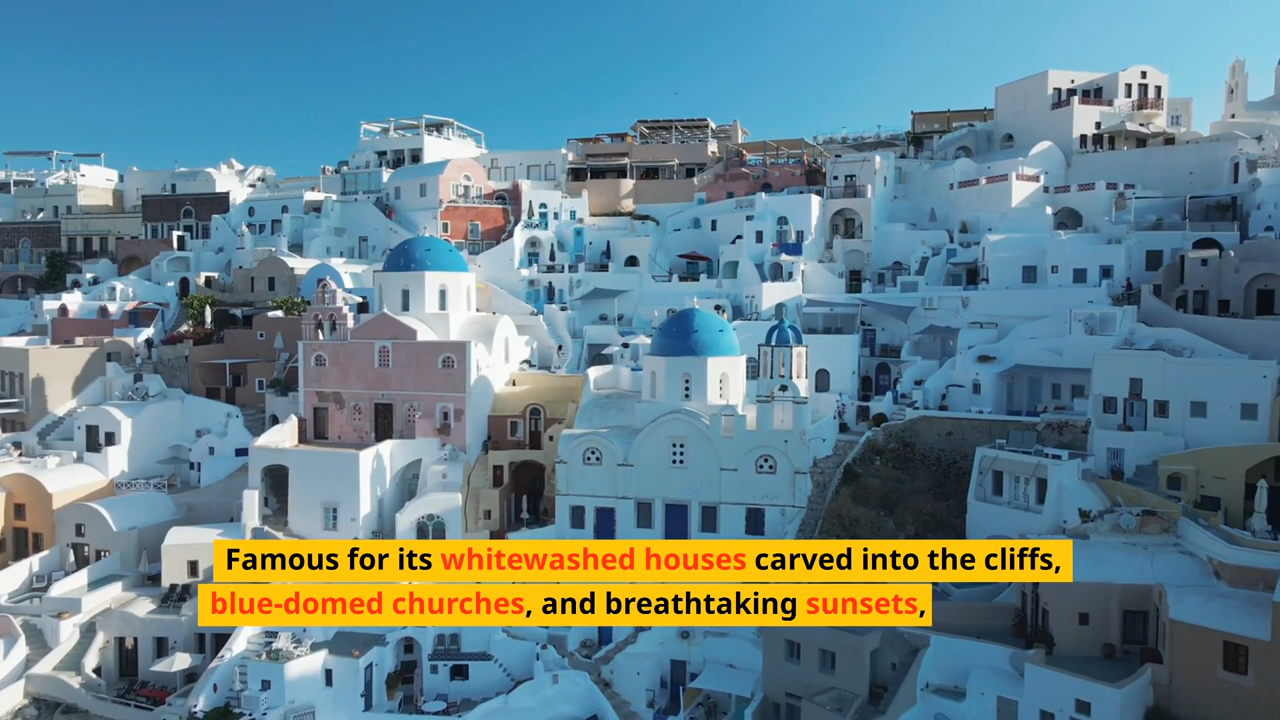 Famous for its whitewashed houses carved into the cliffs,
blue-domed churches, and breathtaking sunsets,